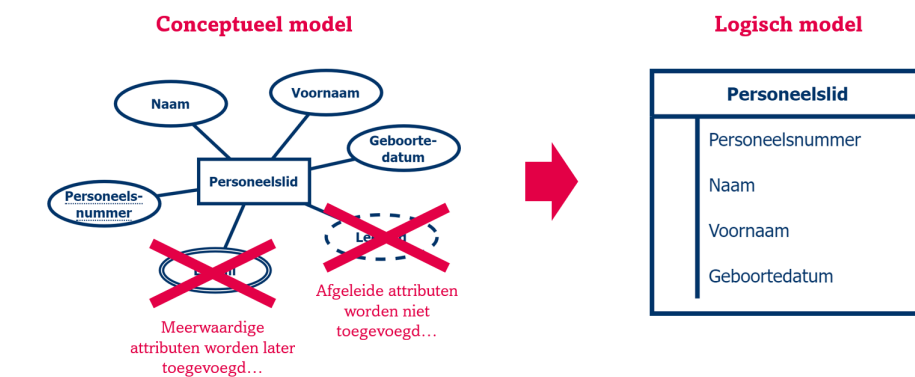 Conceptueel model
Logisch model
Naam
Voornaam
Geboorte-
datum
Personeelslid
Personeels-
nummer
Afgeleide attributen
worden niet
toegevoegd…
Meerwaardige
attributen worden later
toegevoegd…
Personeelslid
Personeelsnummer
Naam
Voornaam
Geboortedatum